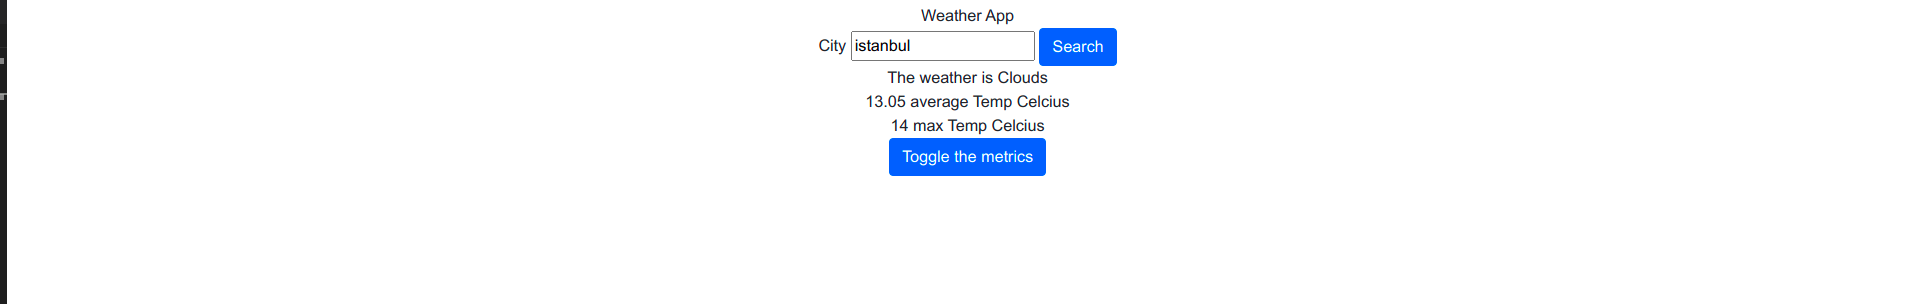 Weather App
City istanbul Search
The weather is Clouds
13.05 average Temp Celcius
14 max Temp Celcius
Toggle the metrics